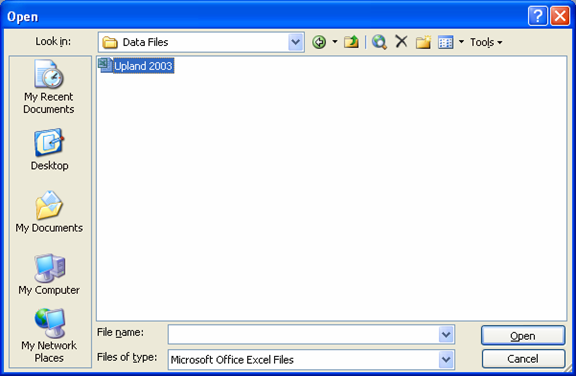 Open
Look in:
Data Files
Tools
My Recent
Documents
Desktop
My Documents
My Computer
My Network
Places
Upland 2003
File name:
Open
Files of type:
Microsoft Office Excel Files
Cancel